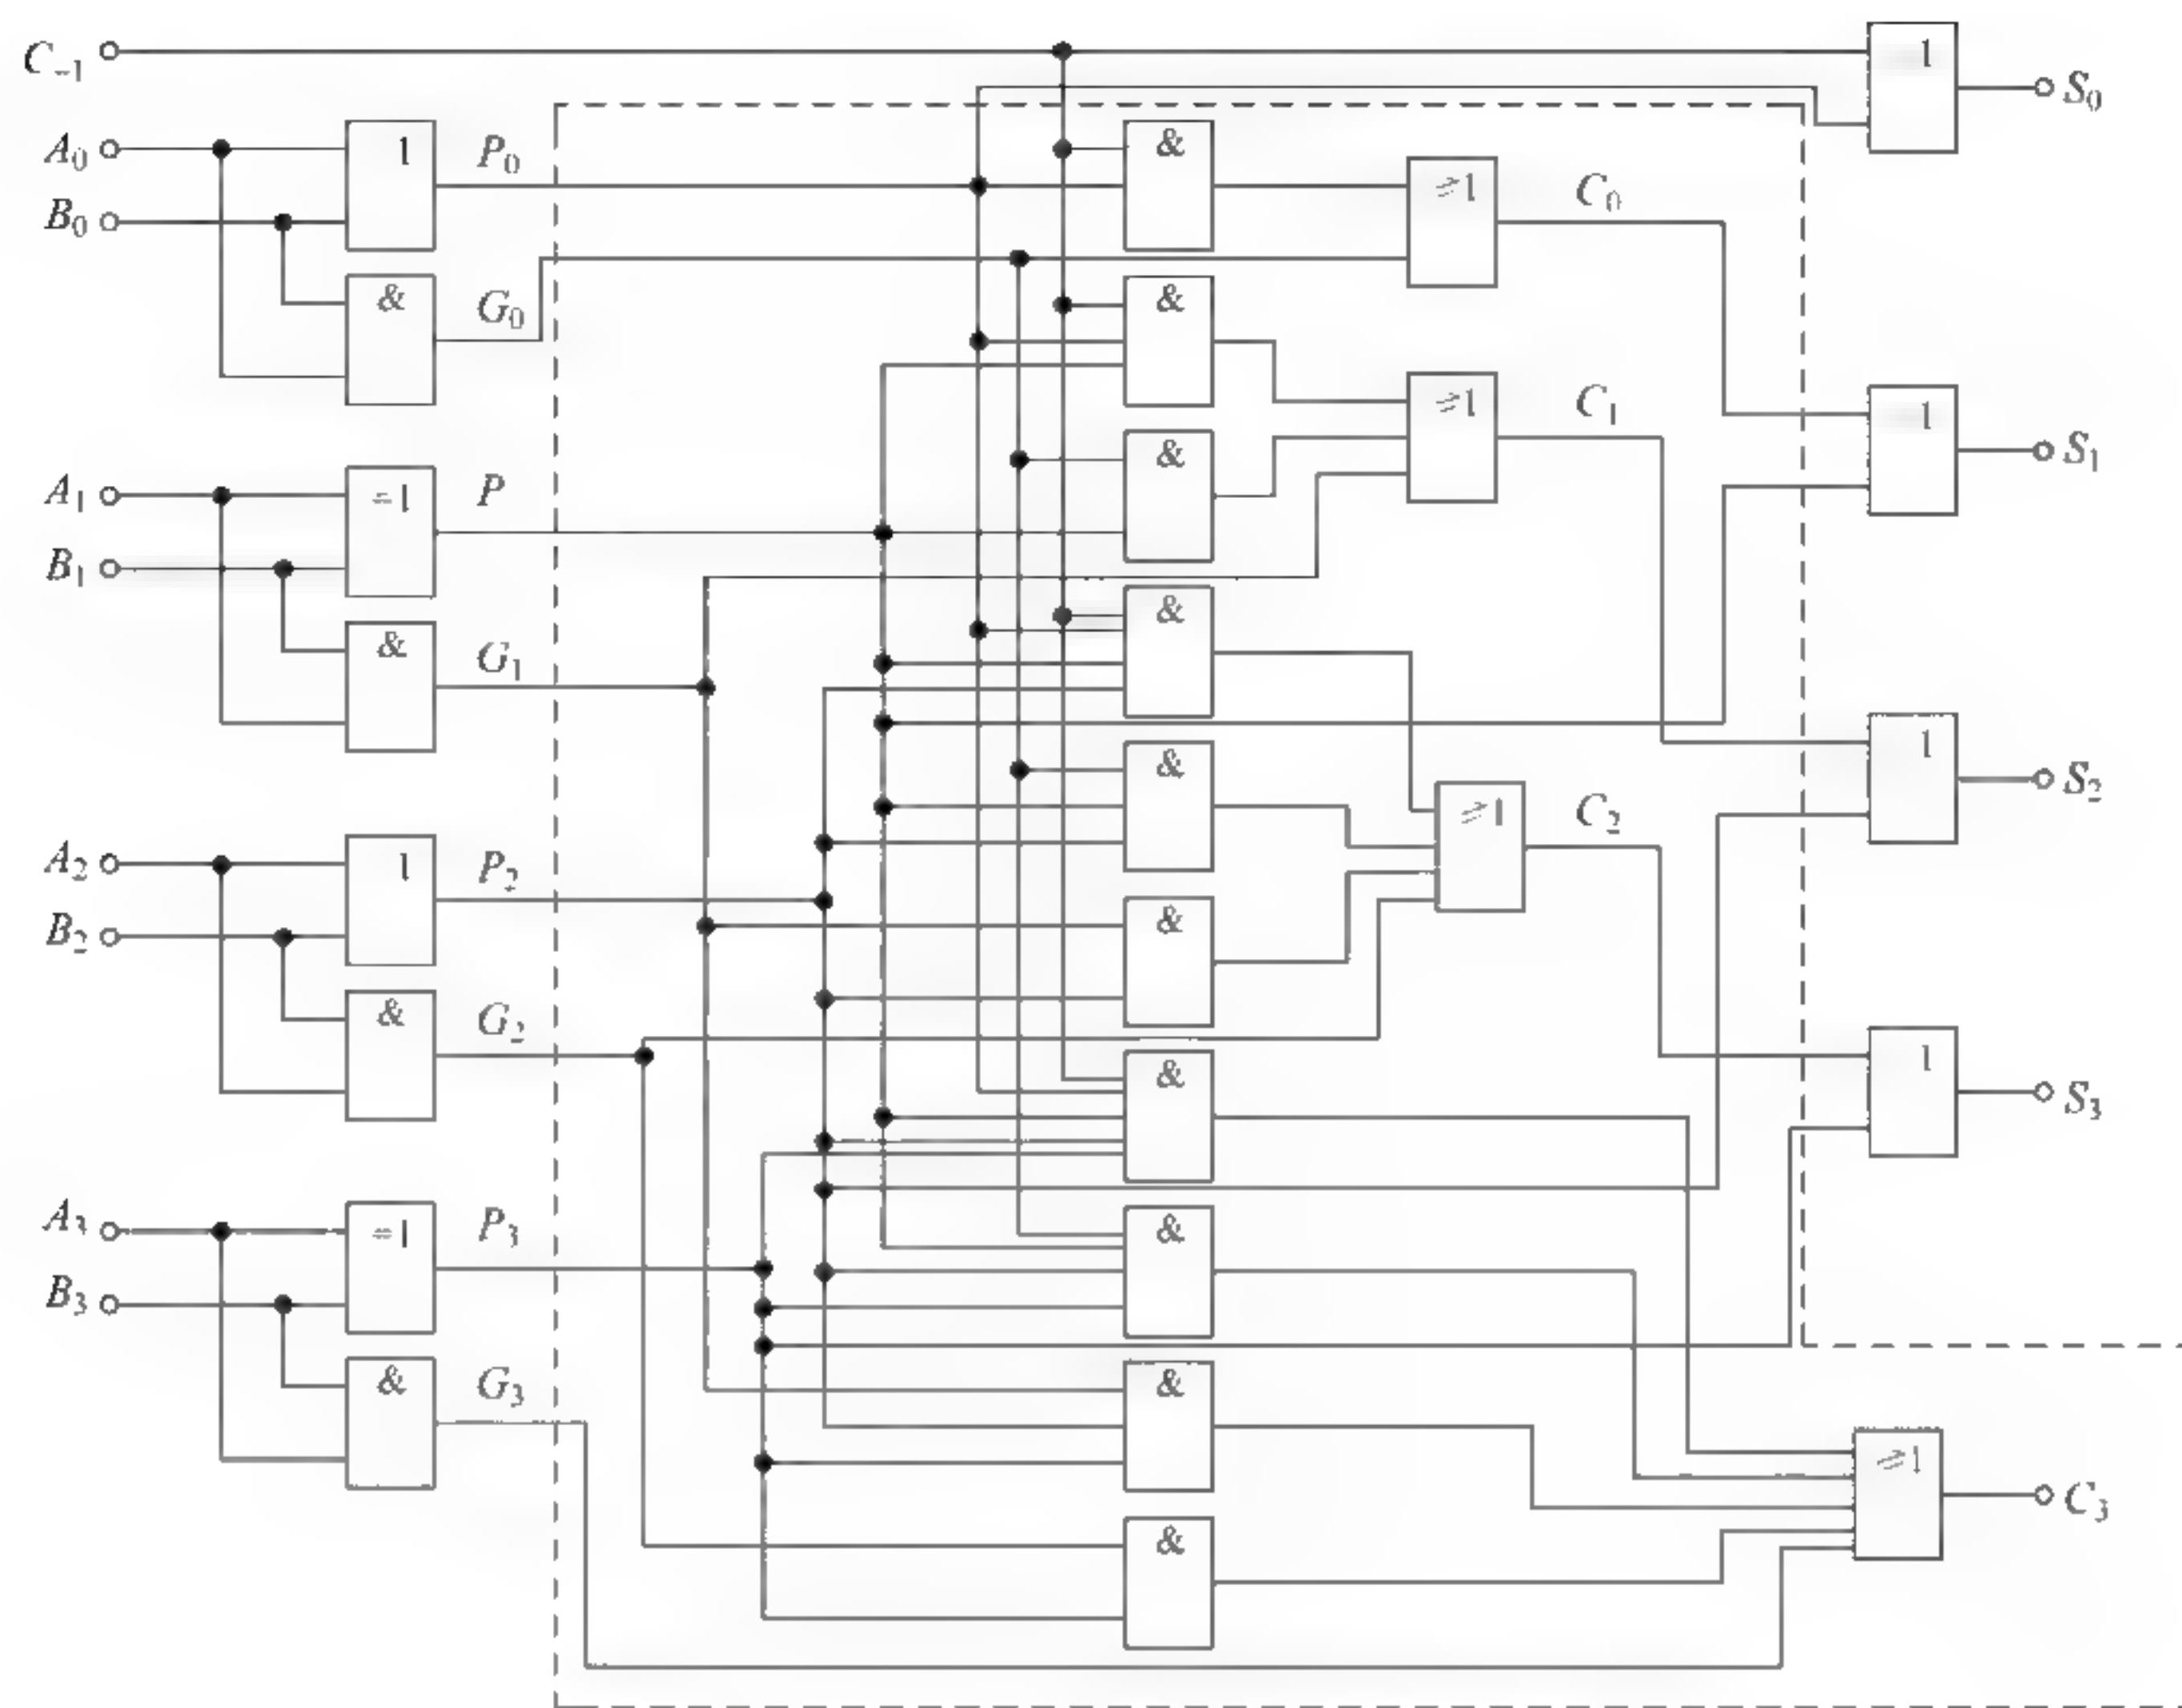 C₋₁
1
S₀
A₀
1
P₀
&
≥1
C₀
B₀
&
G₀
&
≥1
C₁
1
S₁
&
A₁
=1
P
B₁
&
&
G₁
1
S₂
&
≥1
C₂
A₂
1
P₂
B₂
&
&
G₂
1
S₃
&
A₃
=1
P₃
&
B₃
&
G₃
&
≥1
C₃
&